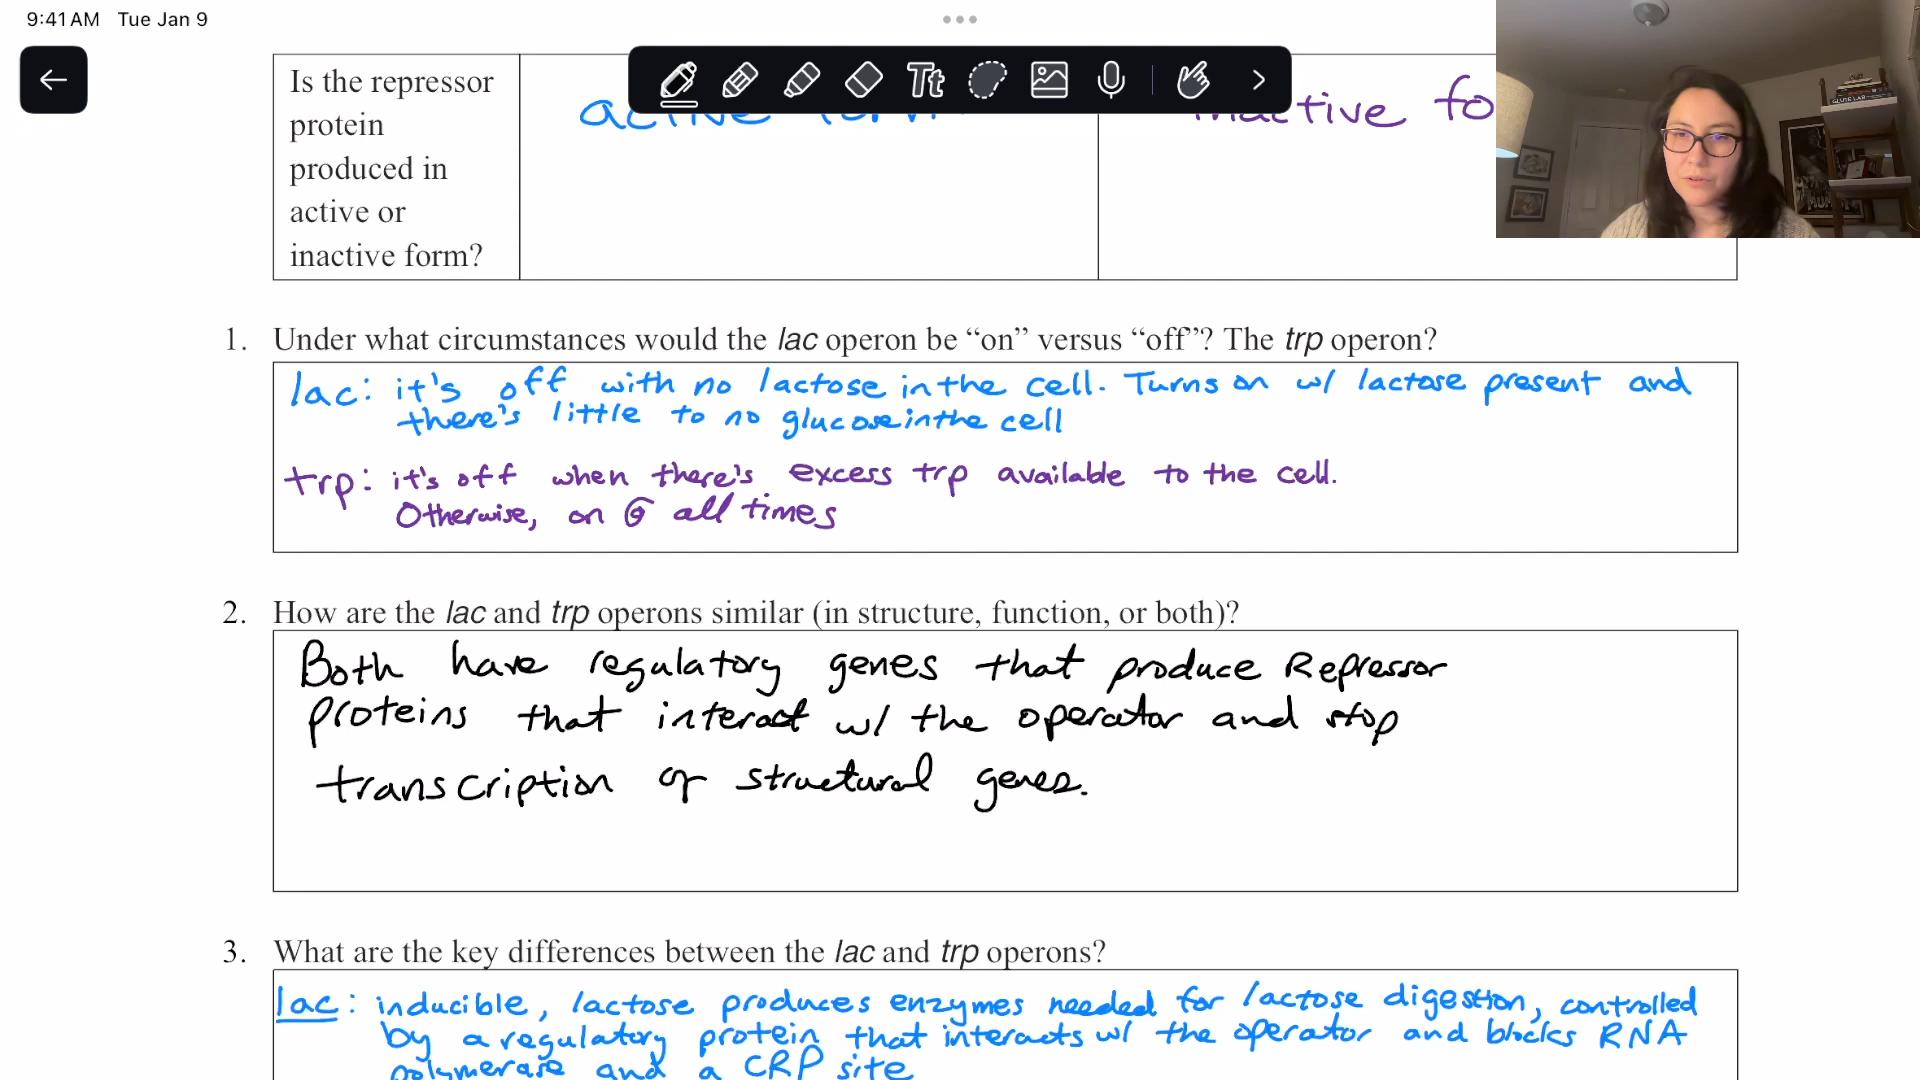 9:41 AM Tue Jan 9
Is the repressor
protein
produced in
active or
inactive form?
active form
inactive fo
Tt
1. Under what circumstances would the lac operon be “on” versus “off”? The trp operon?
lac: it's off with no lactose in the cell. Turns on w/ lactose present and
there's little to no glucose in the cell
trp: it's off when there's excess trp available to the cell.
Otherwise, on @ all times
2. How are the lac and trp operons similar (in structure, function, or both)?
Both have regulatory genes that produce Repressor
proteins that interact w/ the operator and stop
transcription of structural genes.
3. What are the key differences between the lac and trp operons?
lac: inducible, lactose produces enzymes needed for lactose digestion, controlled
by a regulatory protein that interacts w/ the operator and blocks RNA
polymerase and a CRP site